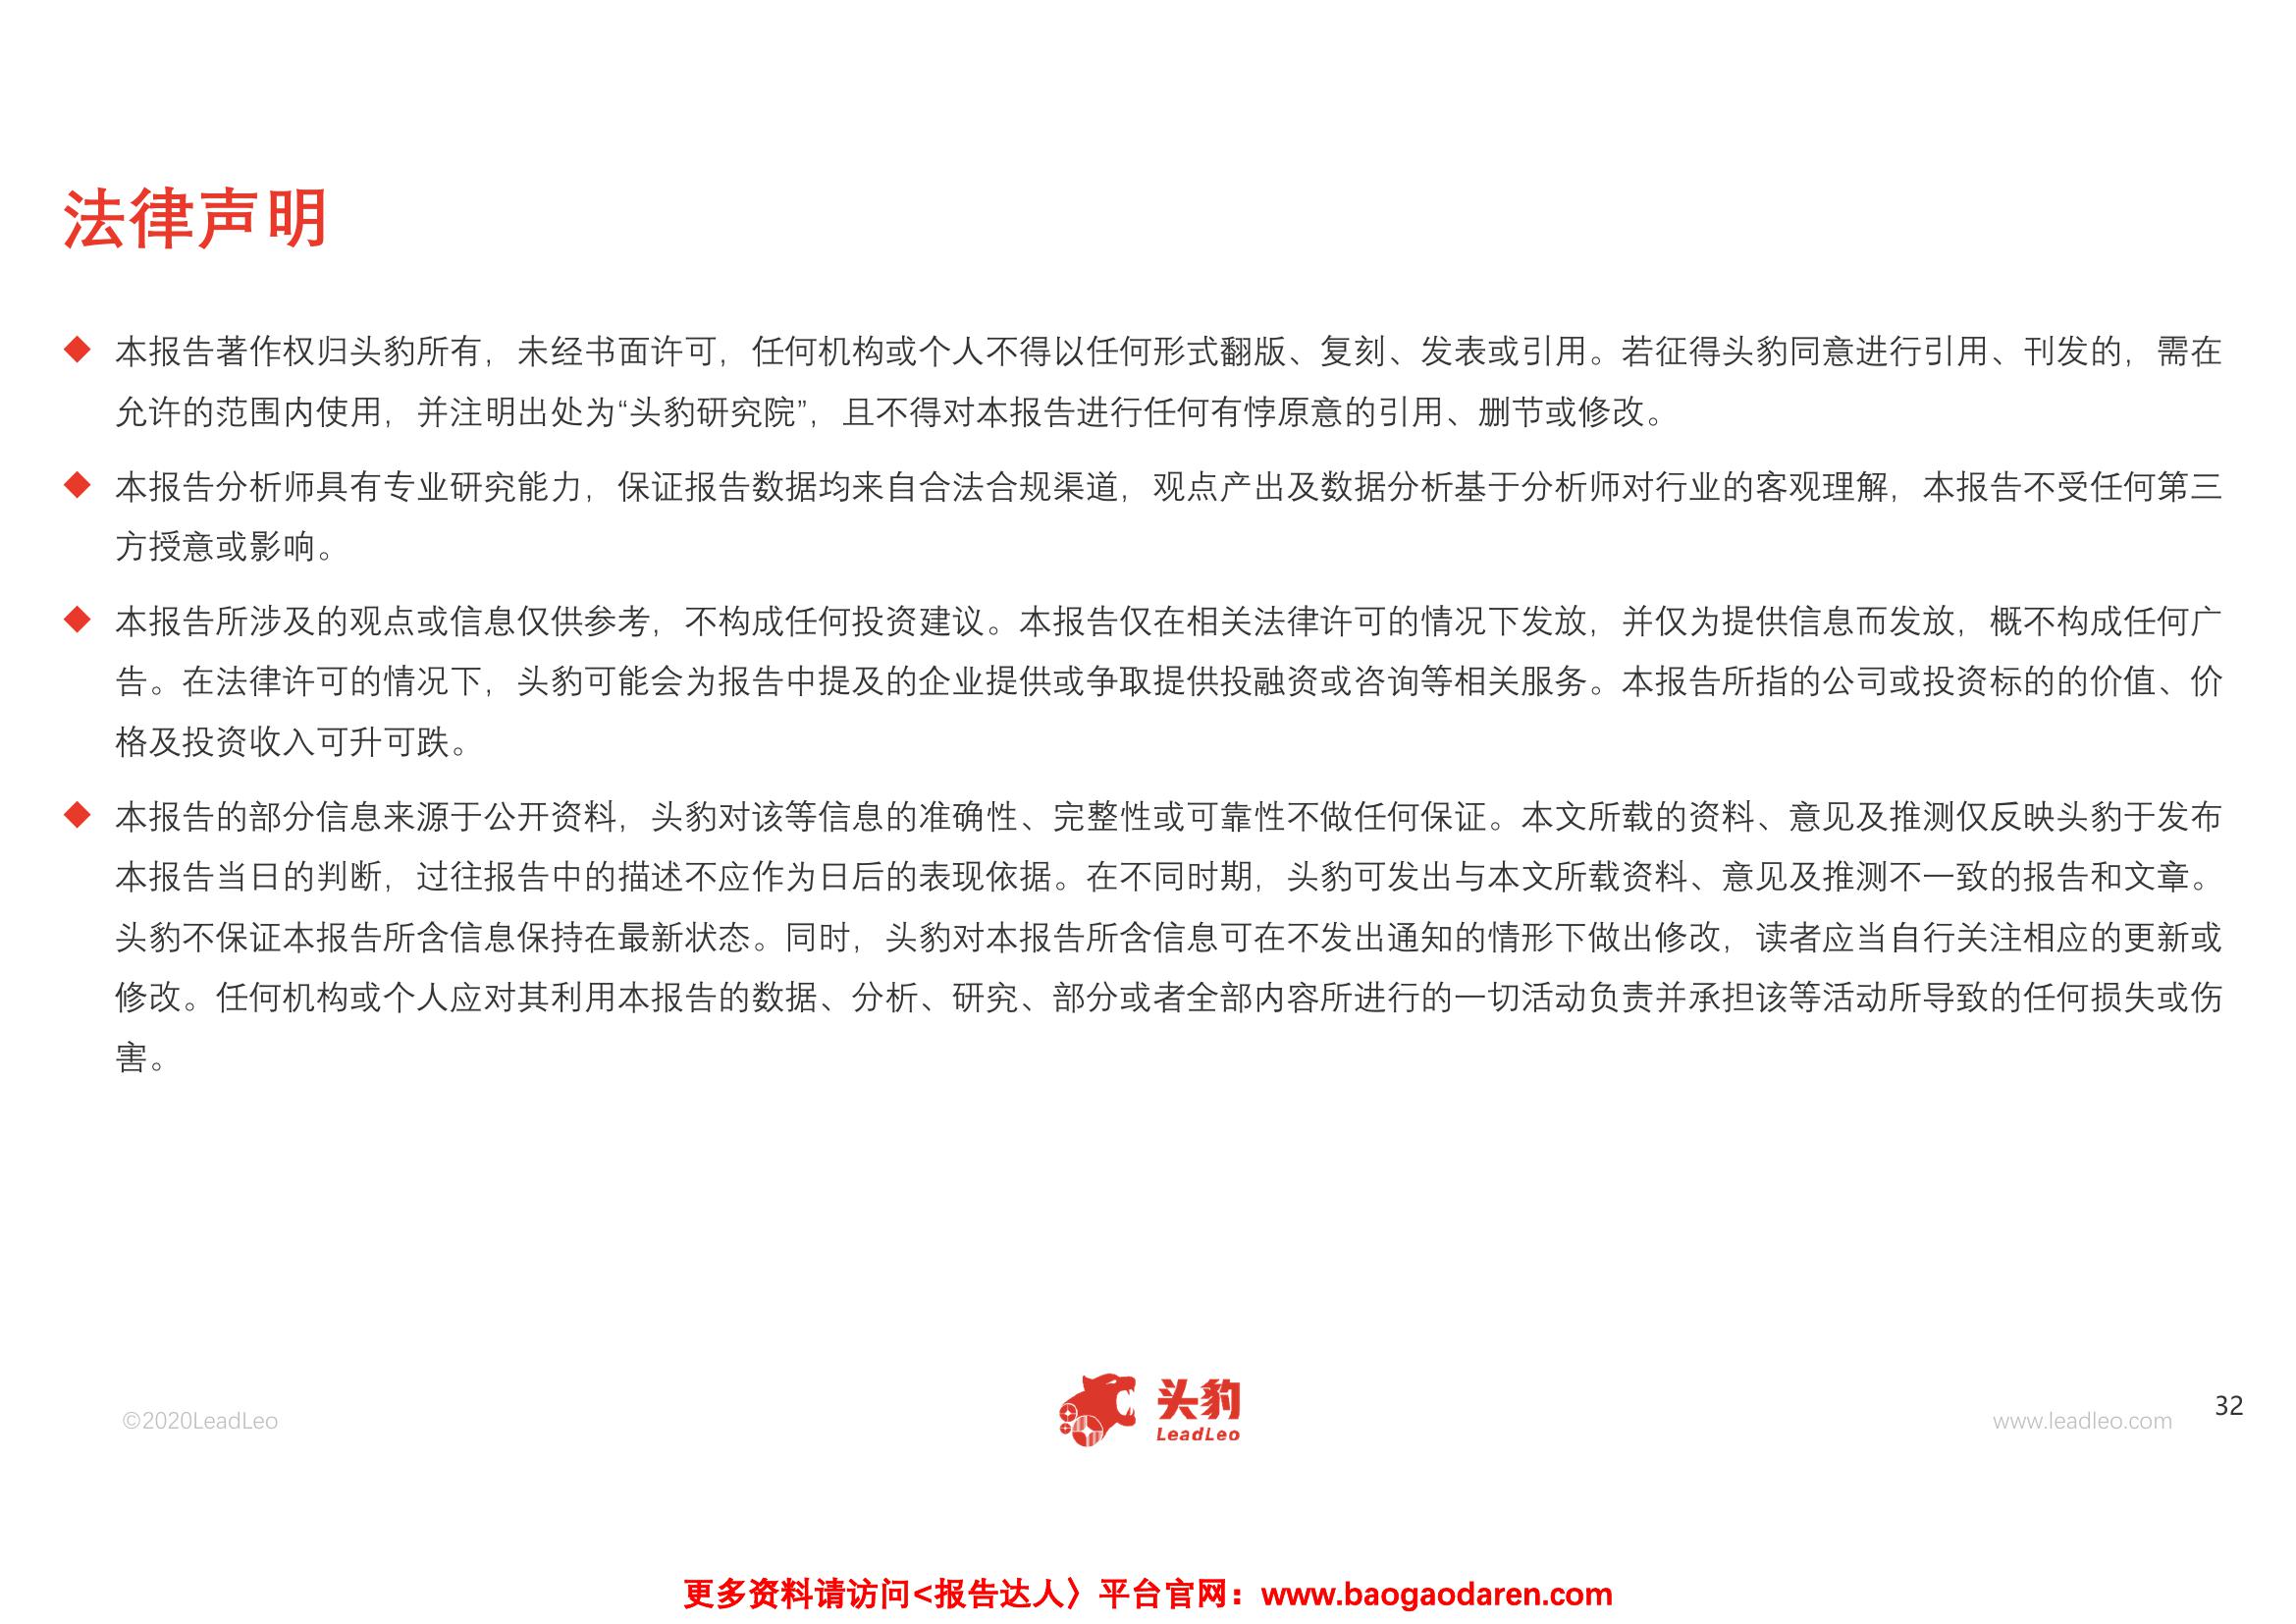 法律声明
◆ 本报告著作权归头豹所有，未经书面许可，任何机构或个人不得以任何形式翻版、复刻、发表或引用。若征得头豹同意进行引用、刊发的，需在
允许的范围内使用，并注明出处为“头豹研究院”，且不得对本报告进行任何有悖原意的引用、删节或修改。
◆ 本报告分析师具有专业研究能力，保证报告数据均来自合法合规渠道，观点产出及数据分析基于分析师对行业的客观理解，本报告不受任何第三
方授意或影响。
◆ 本报告所涉及的观点或信息仅供参考，不构成任何投资建议。本报告仅在相关法律许可的情况下发放，并仅为提供信息而发放，概不构成任何广
告。在法律许可的情况下，头豹可能会为报告中提及的企业提供或争取提供投融资或咨询等相关服务。本报告所指的公司或投资标的的价值、价
格及投资收入可升可跌。
◆ 本报告的部分信息来源于公开资料，头豹对该等信息的准确性、完整性或可靠性不做任何保证。本文所载的资料、意见及推测仅反映头豹于发布
本报告当日的判断，过往报告中的描述不应作为日后的表现依据。在不同时期，头豹可发出与本文所载资料、意见及推测不一致的报告和文章。
头豹不保证本报告所含信息保持在最新状态。同时，头豹对本报告所含信息可在不发出通知的情形下做出修改，读者应当自行关注相应的更新或
修改。任何机构或个人应对其利用本报告的数据、分析、研究、部分或者全部内容所进行的一切活动负责并承担该等活动所导致的任何损失或伤
害。
©2020LeadLeo
头豹
LeadLeo
www.leadleo.com
32
更多资料请访问<报告达人〉平台官网：www.baogaodaren.com